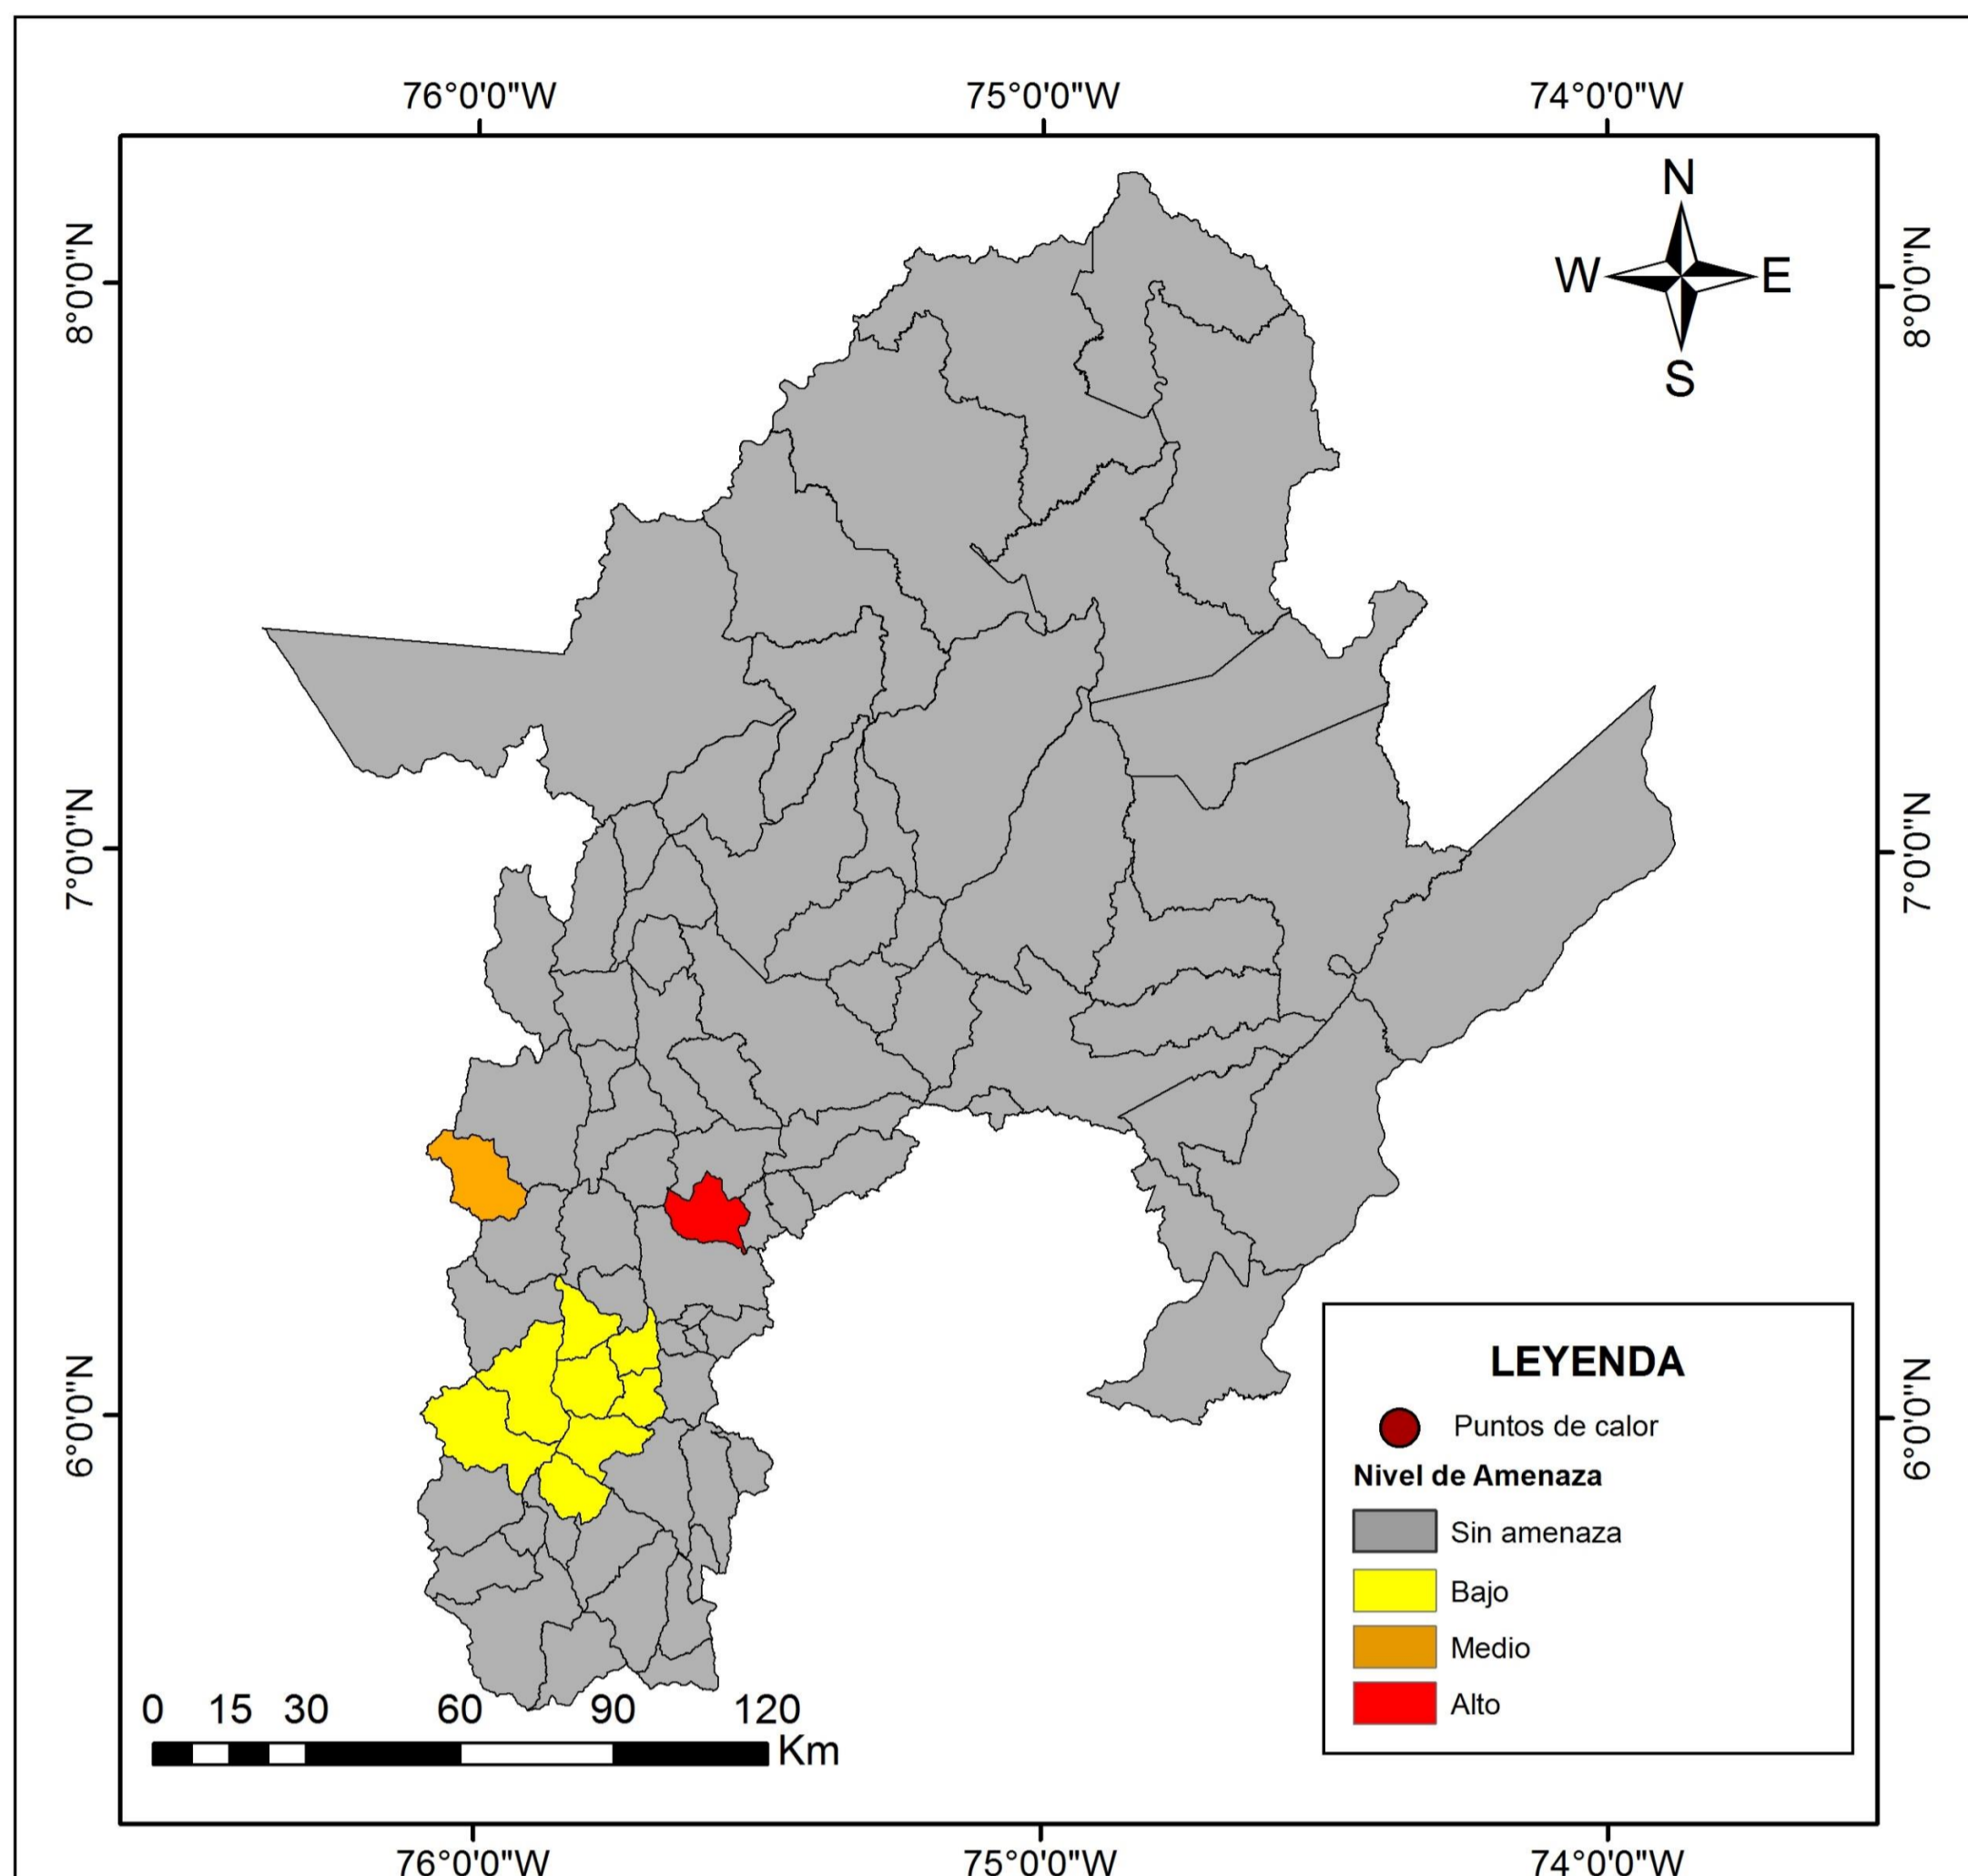 76°0'0"W 75°0'0"W 74°0'0"W
N
W E
S
8°0'0"N 8°0'0"N
7°0'0"N 7°0'0"N
6°0'0"N 6°0'0"N
LEYENDA
Puntos de calor
Nivel de Amenaza
Sin amenaza
Bajo
Medio
Alto
0 15 30 60 90 120
Km
76°0'0"W 75°0'0"W 74°0'0"W